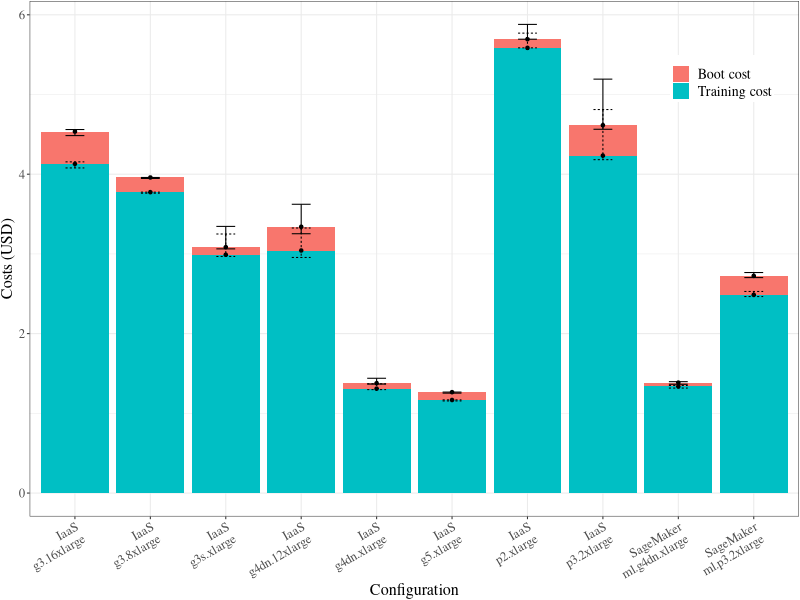 6
4
2
0
Costs (USD)
Boot cost
Training cost
IaaS
g3.16xlarge
IaaS
g3.8xlarge
IaaS
g3s.xlarge
IaaS
g4dn.12xlarge
IaaS
g4dn.xlarge
IaaS
g5.xlarge
IaaS
p2.xlarge
IaaS
p3.2xlarge
SageMaker
ml.g4dn.xlarge
SageMaker
ml.p3.2xlarge
Configuration